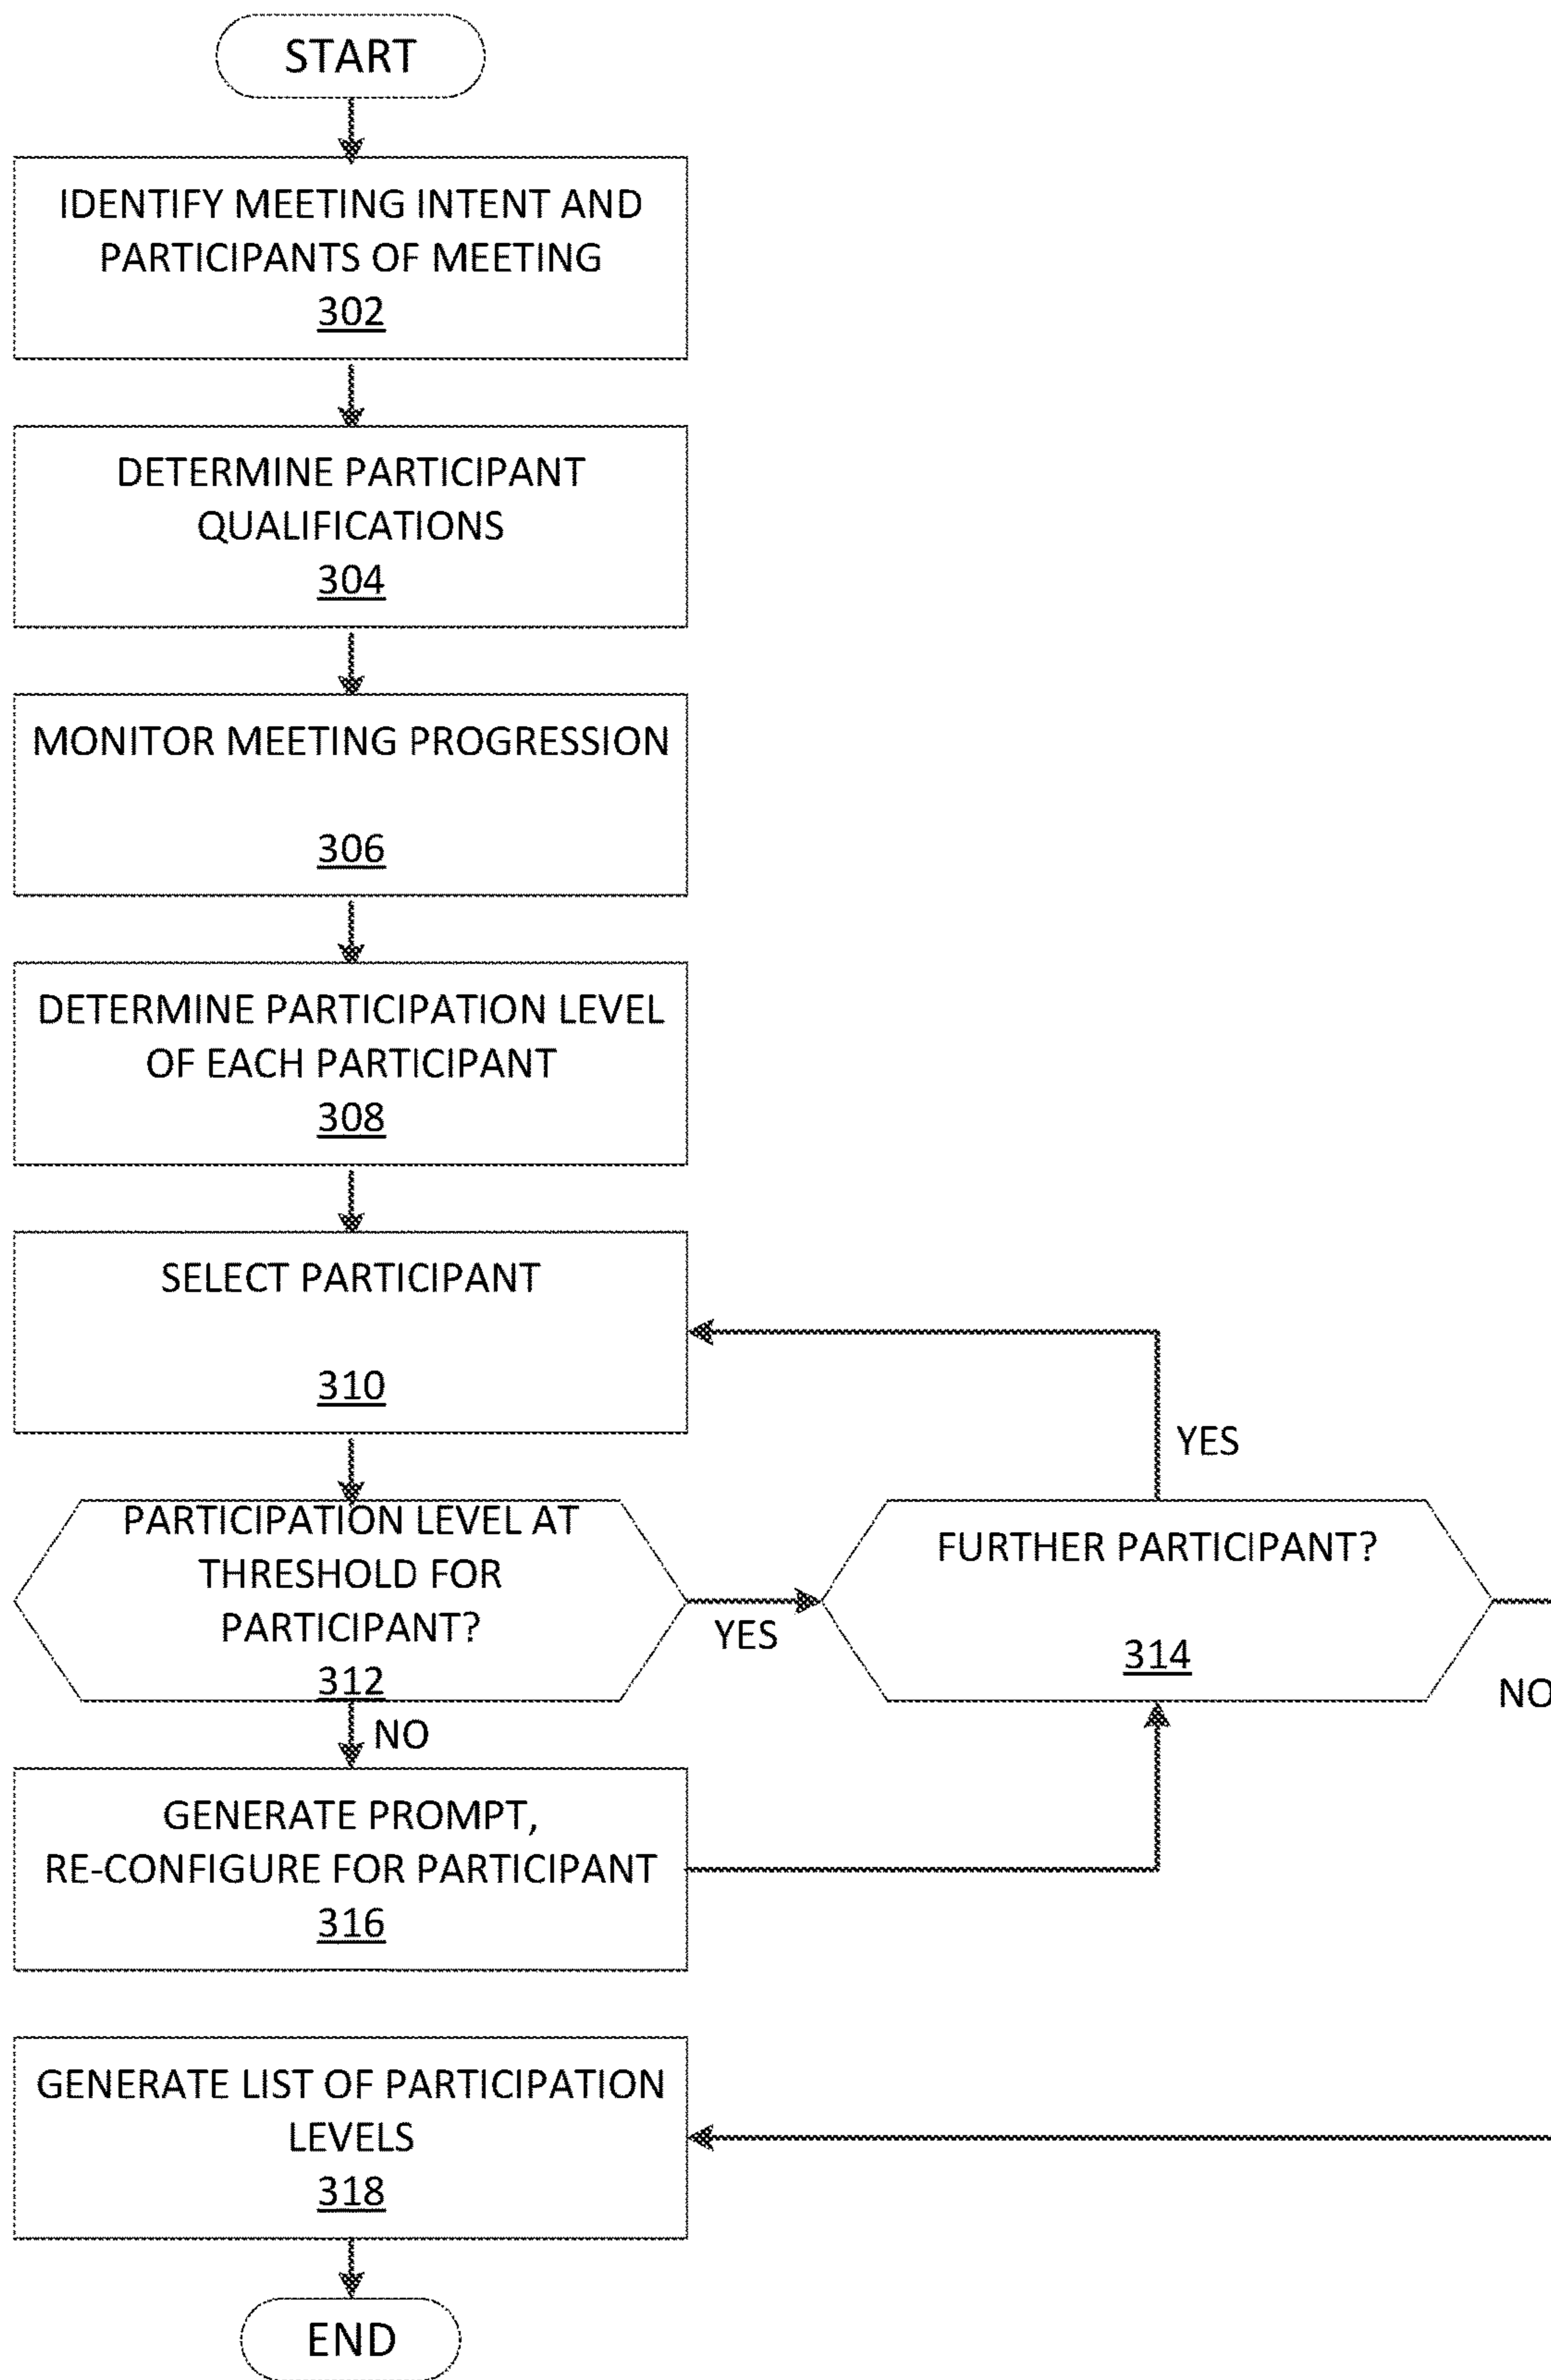 START
IDENTIFY MEETING INTENT AND
PARTICIPANTS OF MEETING
302
DETERMINE PARTICIPANT
QUALIFICATIONS
304
MONITOR MEETING PROGRESSION
306
DETERMINE PARTICIPATION LEVEL
OF EACH PARTICIPANT
308
SELECT PARTICIPANT
310
YES
PARTICIPATION LEVEL AT
THRESHOLD FOR
PARTICIPANT?
312
YES
FURTHER PARTICIPANT?
314
NO
NO
GENERATE PROMPT,
RE-CONFIGURE FOR PARTICIPANT
316
GENERATE LIST OF PARTICIPATION
LEVELS
318
END